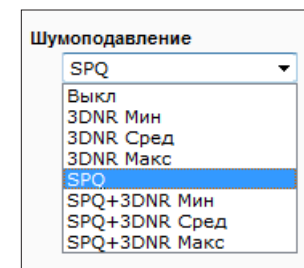 Шумоподавление
SPQ
Выкл
3DNR Мин
3DNR Сред
3DNR Макс
SPQ
SPQ+3DNR Мин
SPQ+3DNR Сред
SPQ+3DNR Макс